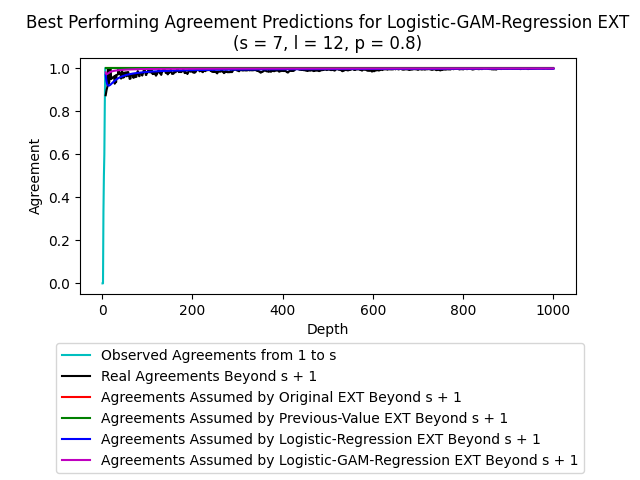 Best Performing Agreement Predictions for Logistic-GAM-Regression EXT
(s = 7, l = 12, p = 0.8)
1.0
0.8
0.6
0.4
0.2
0.0
Agreement
0 200 400 600 800 1000
Depth
Observed Agreements from 1 to s
Real Agreements Beyond s + 1
Agreements Assumed by Original EXT Beyond s + 1
Agreements Assumed by Previous-Value EXT Beyond s + 1
Agreements Assumed by Logistic-Regression EXT Beyond s + 1
Agreements Assumed by Logistic-GAM-Regression EXT Beyond s + 1